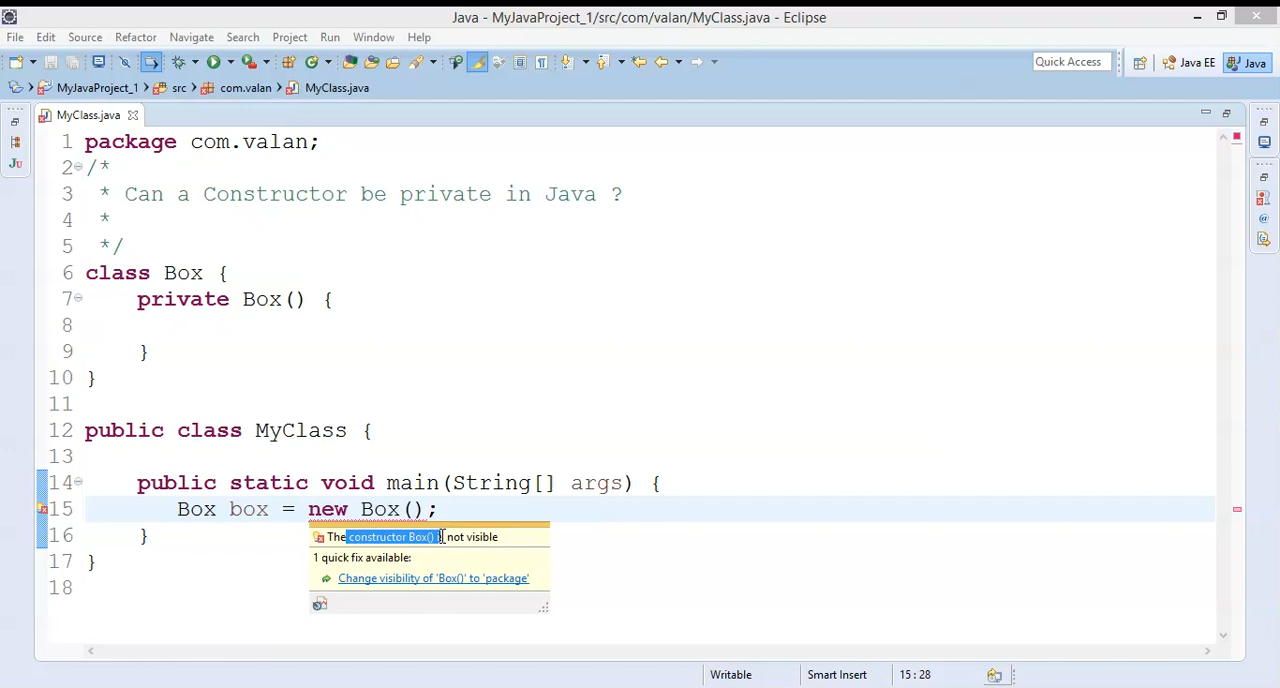 Java - MyJavaProject_1/src/com/valan/MyClass.java - Eclipse
File Edit Source Refactor Navigate Search Project Run Window Help
Quick Access Java EE Java
MyJavaProject_1 src com.valan MyClass.java
MyClass.java
1 package com.valan;
2 /*
3 * Can a Constructor be private in Java ?
4 *
5 */
6 class Box {
7 private Box() {
8
9 }
10 }
11
12 public class MyClass {
13
14 public static void main(String[] args) {
15 Box box = new Box();
16 }
17 }
18
The constructor Box() is not visible
1 quick fix available:
Change visibility of 'Box()' to 'package'
Writable Smart Insert 15 : 28